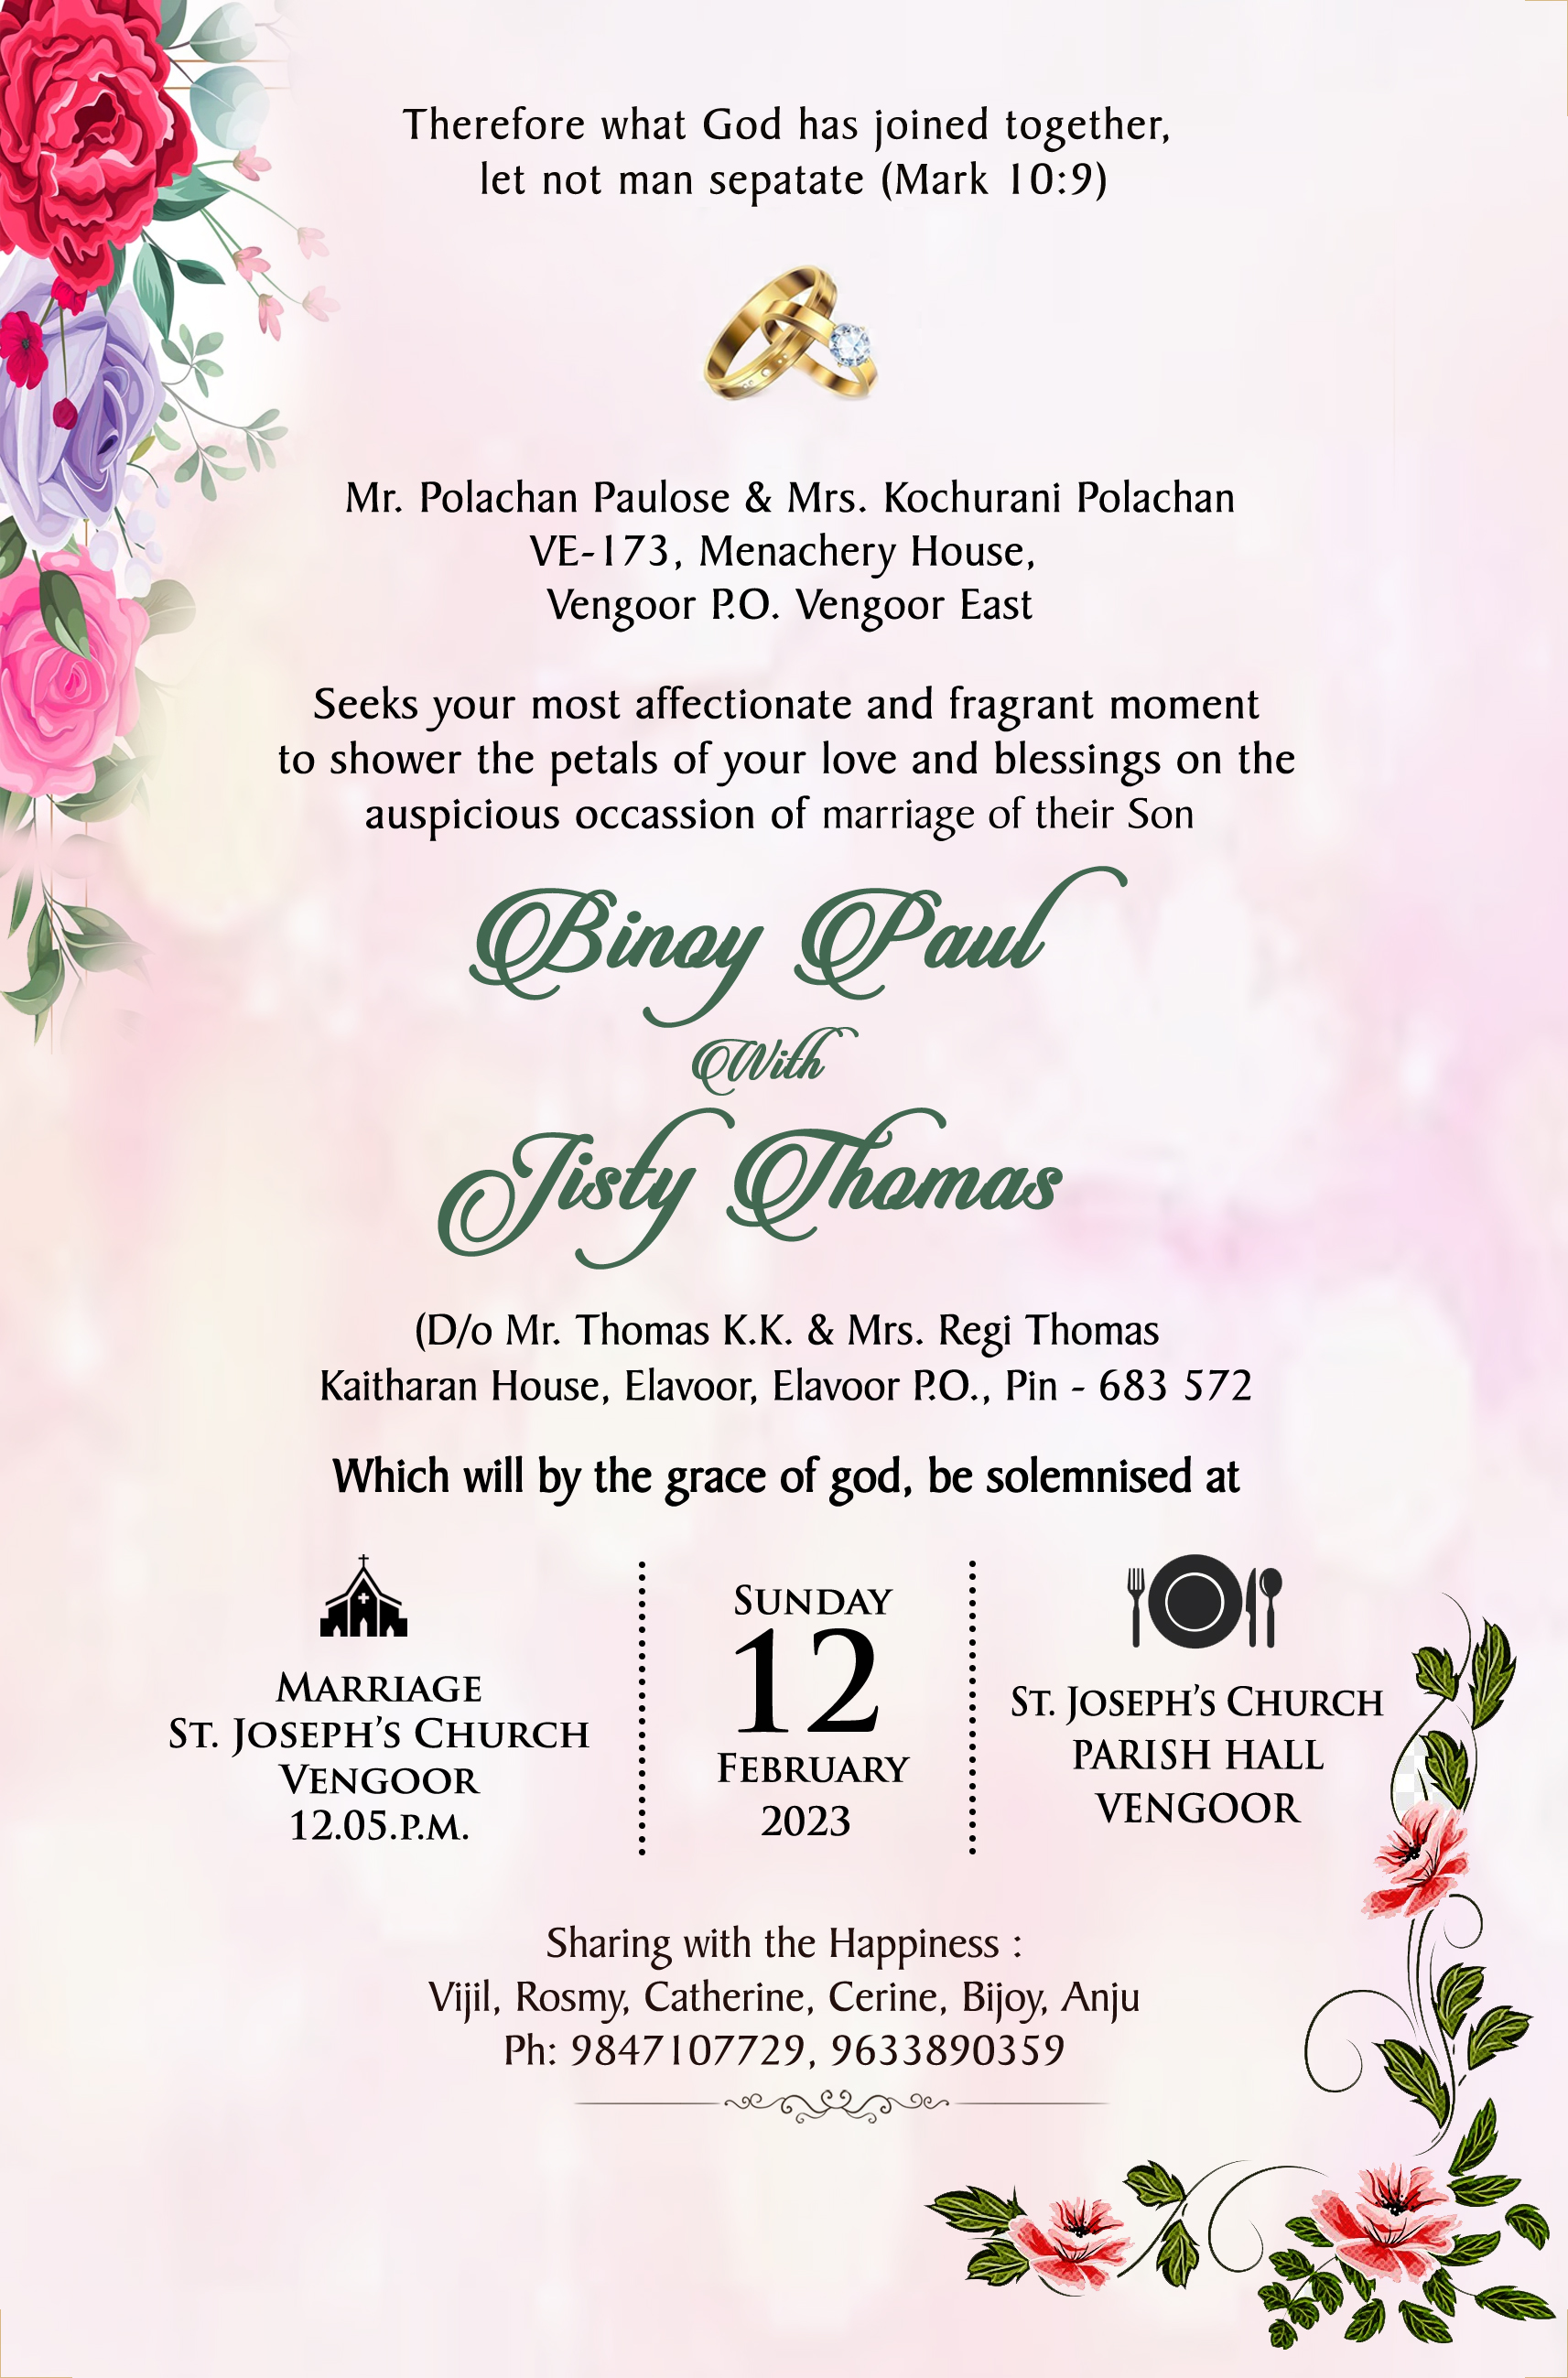 Therefore what God has joined together,
let not man sepatate (Mark 10:9)
Mr. Polachan Paulose & Mrs. Kochurani Polachan
VE-173, Menachery House,
Vengoor P.O. Vengoor East
Seeks your most affectionate and fragrant moment
to shower the petals of your love and blessings on the
auspicious occassion of marriage of their Son
Binoy Paul
With
Jisty Thomas
(D/o Mr. Thomas K.K. & Mrs. Regi Thomas
Kaitharan House, Elavoor, Elavoor P.O., Pin - 683 572
Which will by the grace of god, be solemnised at
Marriage
St. Joseph's Church
Vengoor
12.05.p.m.
Sunday
12
February
2023
St. Joseph's Church
PARISH HALL
VENGOOR
Sharing with the Happiness :
Vijil, Rosmy, Catherine, Cerine, Bijoy, Anju
Ph: 9847107729, 9633890359